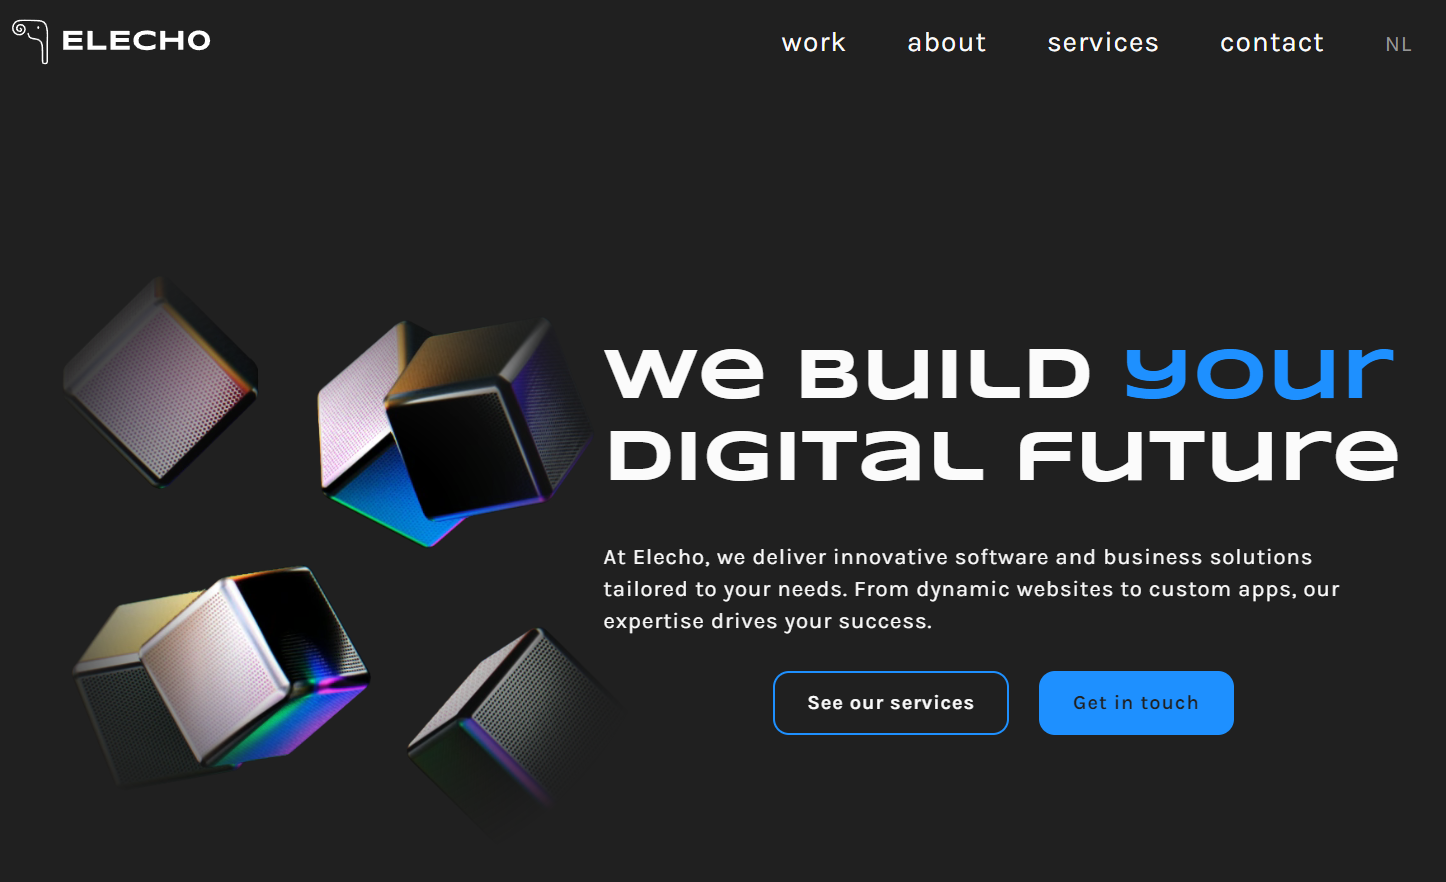 ELECHO
work about services contact NL
we BUILD your
DIGITAL FUTURE
At Elecho, we deliver innovative software and business solutions
tailored to your needs. From dynamic websites to custom apps, our
expertise drives your success.
See our services Get in touch